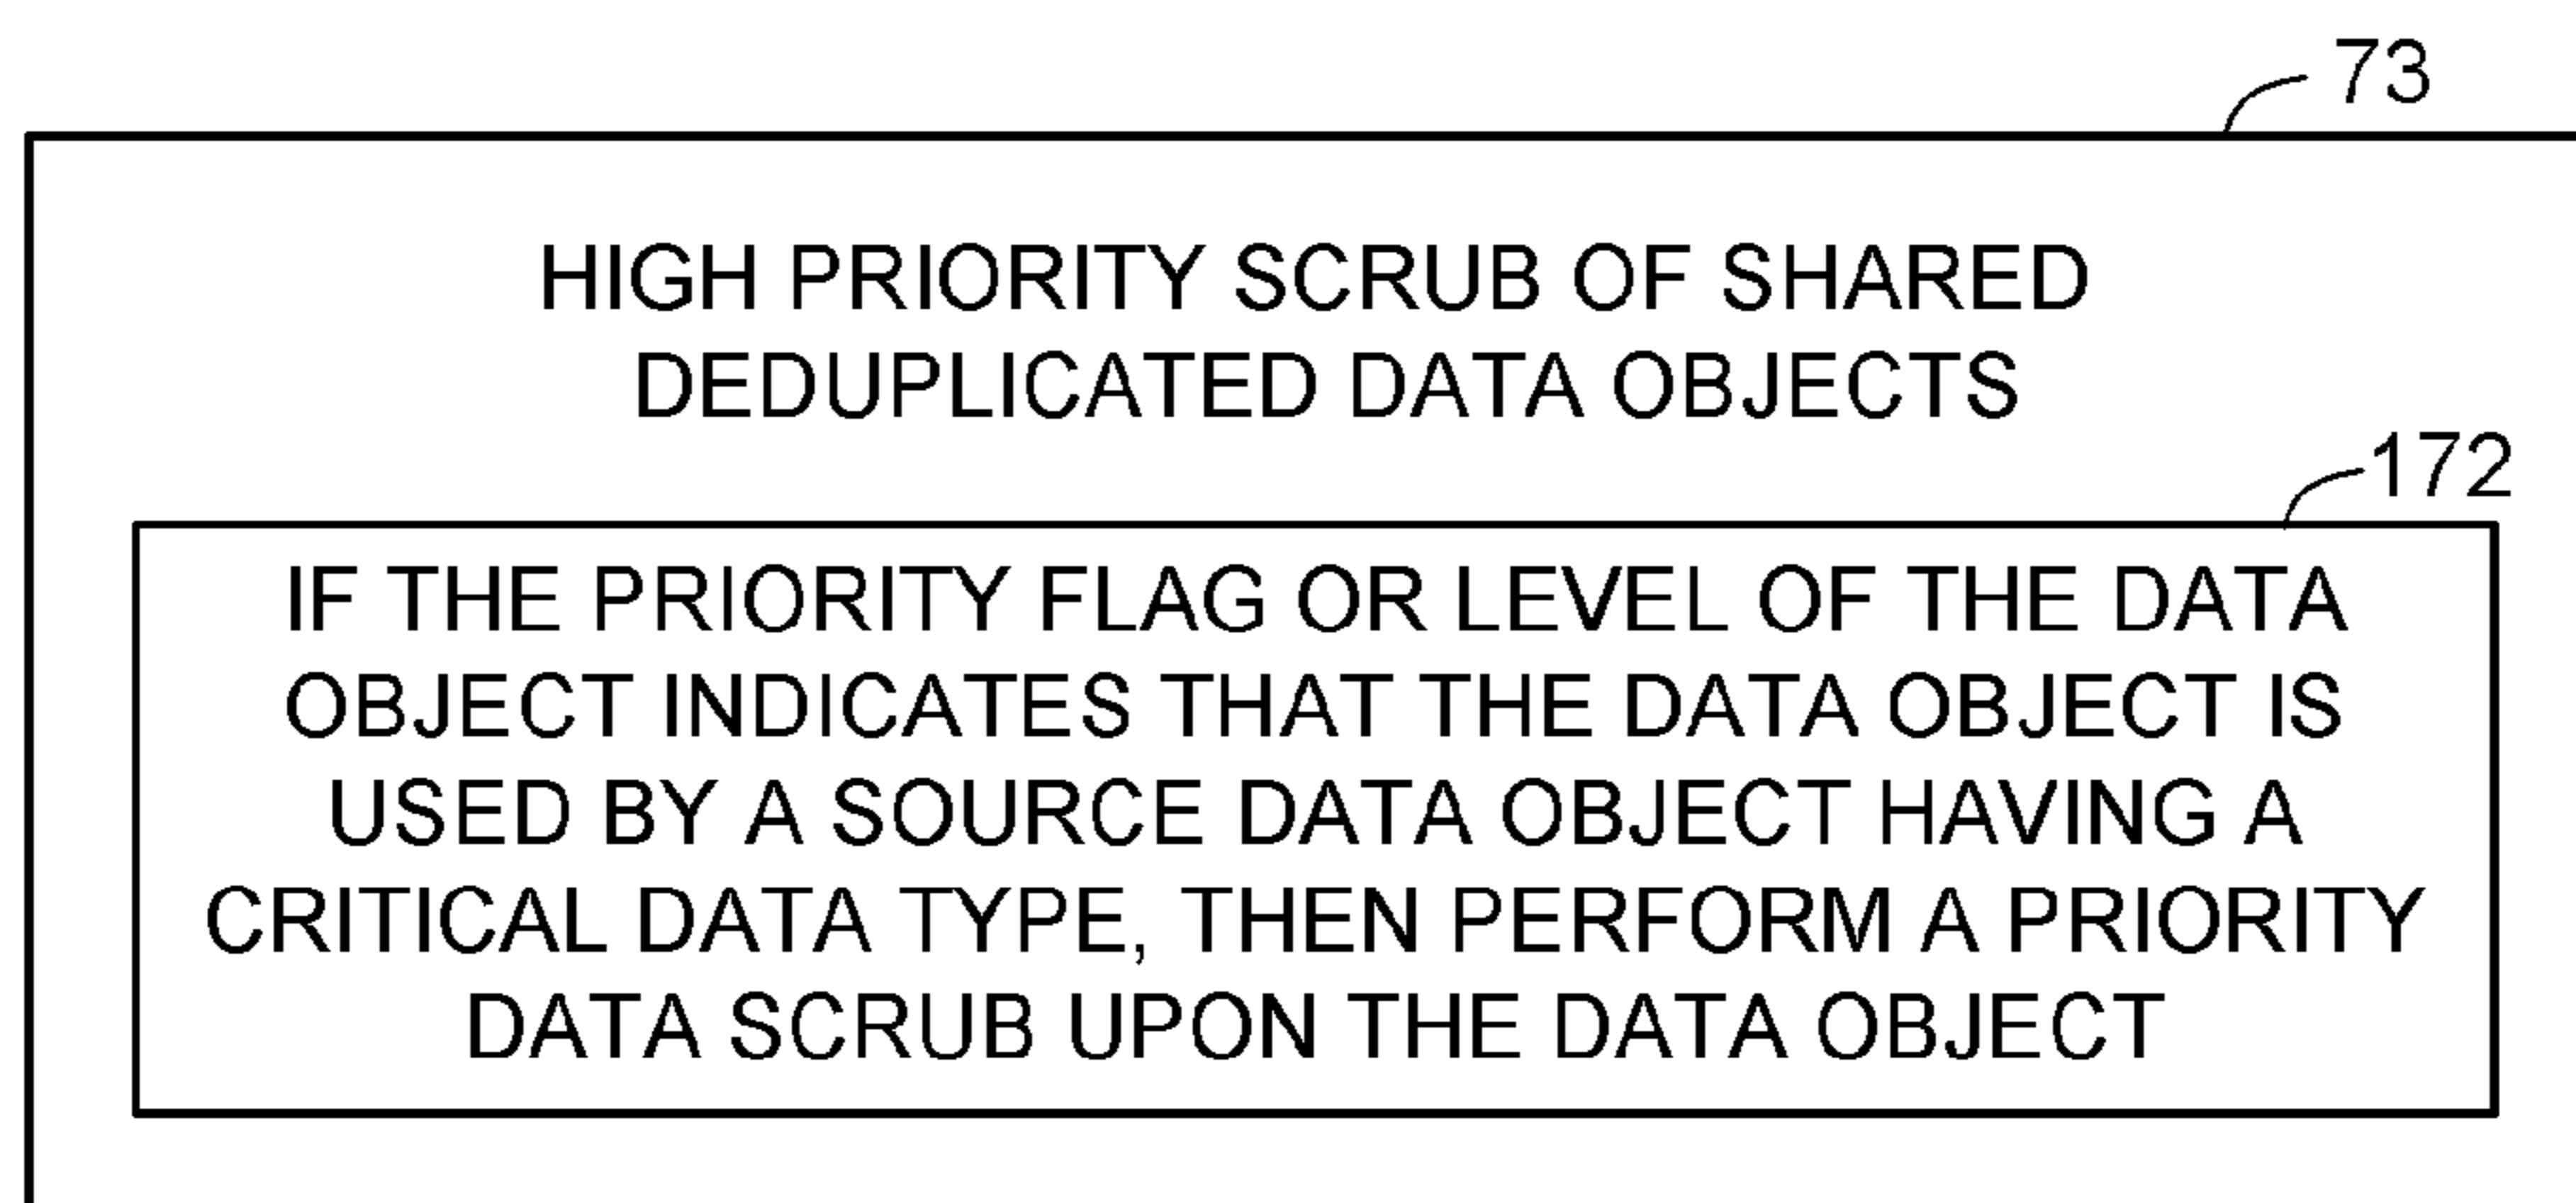 73
HIGH PRIORITY SCRUB OF SHARED
DEDUPLICATED DATA OBJECTS
172
IF THE PRIORITY FLAG OR LEVEL OF THE DATA
OBJECT INDICATES THAT THE DATA OBJECT IS
USED BY A SOURCE DATA OBJECT HAVING A
CRITICAL DATA TYPE, THEN PERFORM A PRIORITY
DATA SCRUB UPON THE DATA OBJECT